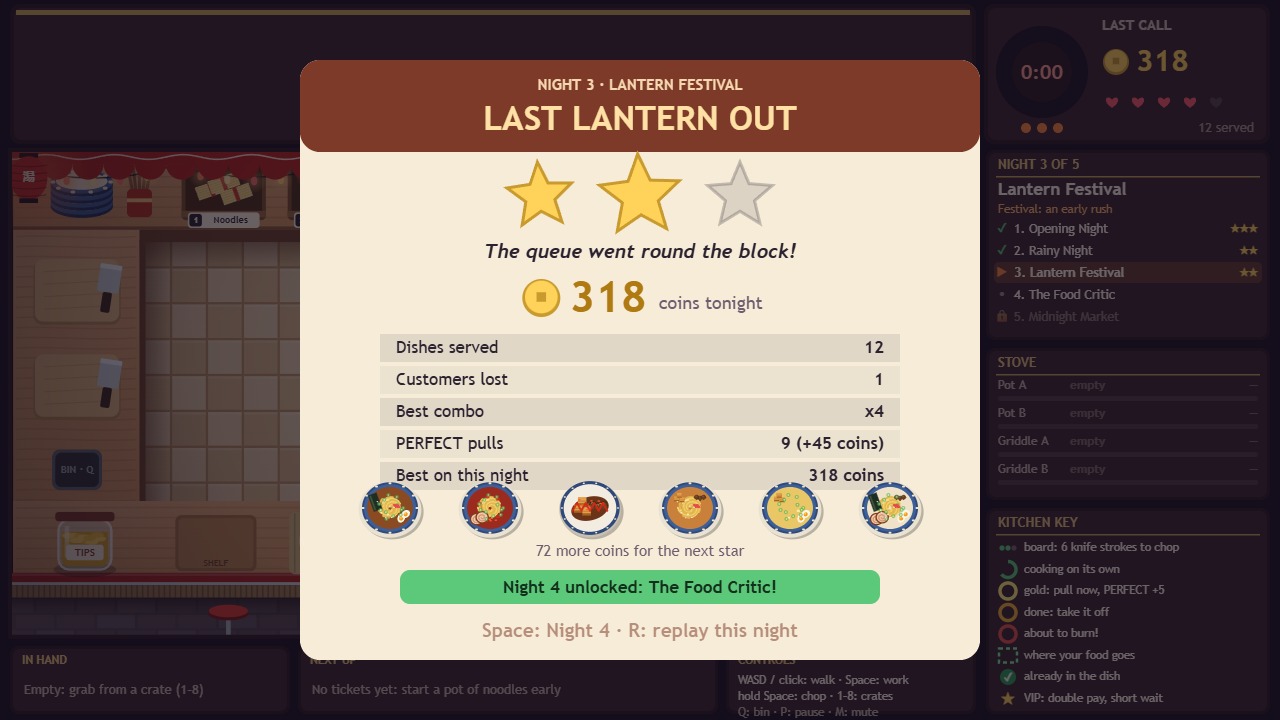 NIGHT 3 · LANTERN FESTIVAL
LAST LANTERN OUT
The queue went round the block!
318 coins tonight
Dishes served 12
Customers lost 1
Best combo x4
PERFECT pulls 9 (+45 coins)
Best on this night 318 coins
72 more coins for the next star
Night 4 unlocked: The Food Critic!
Space: Night 4 · R: replay this night
1 Noodles
BIN · Q
TIPS
SHELF
0:00
LAST CALL
318
12 served
NIGHT 3 OF 5
Lantern Festival
Festival: an early rush
1. Opening Night ★★★
2. Rainy Night ★★
3. Lantern Festival ★★
4. The Food Critic
5. Midnight Market
STOVE
Pot A empty —
Pot B empty —
Griddle A empty —
Griddle B empty —
KITCHEN KEY
board: 6 knife strokes to chop
cooking on its own
gold: pull now, PERFECT +5
done: take it off
about to burn!
where your food goes
already in the dish
VIP: double pay, short wait
IN HAND
Empty: grab from a crate (1-8)
NEXT UP
No tickets yet: start a pot of noodles early
CONTROLS
WASD / click: walk · Space: work
hold Space: chop · 1-8: crates
Q: bin · P: pause · M: mute